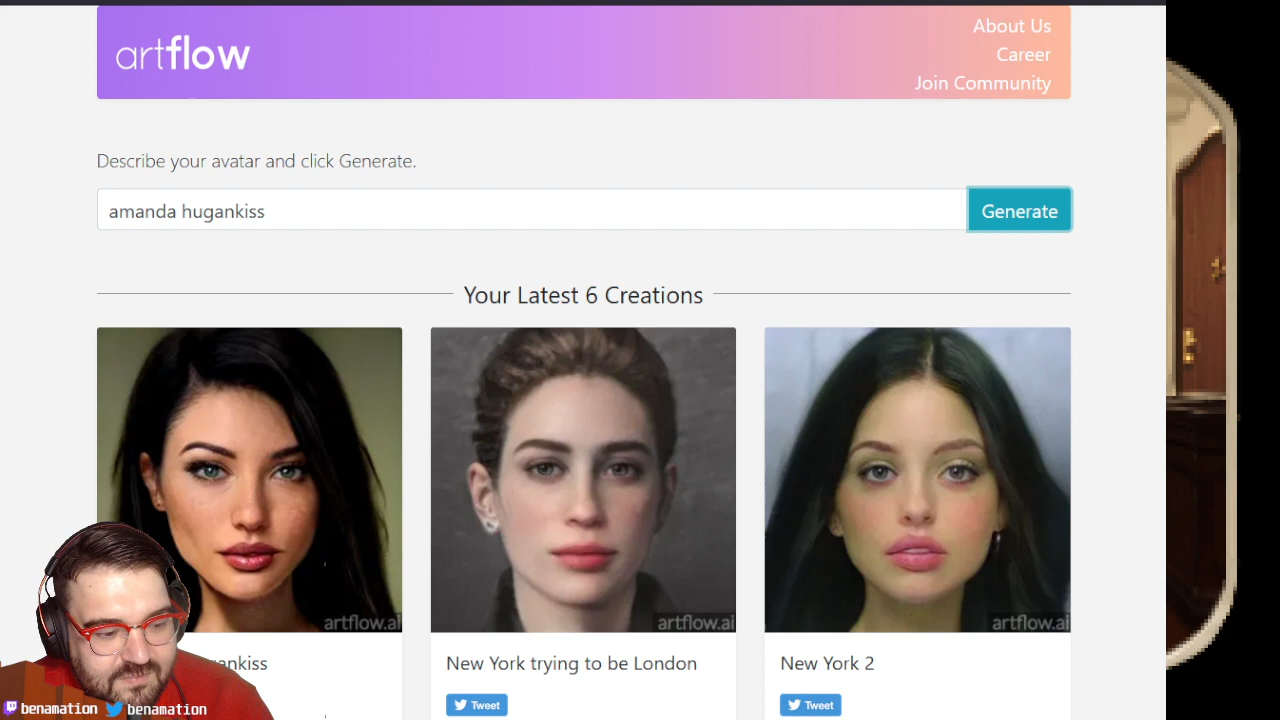 artflow
About Us
Career
Join Community
Describe your avatar and click Generate.
amanda hugankiss
Generate
Your Latest 6 Creations
artflow.ai
artflow.ai
artflow.ai
ankiss
New York trying to be London
New York 2
Tweet
Tweet
benamation
benamation